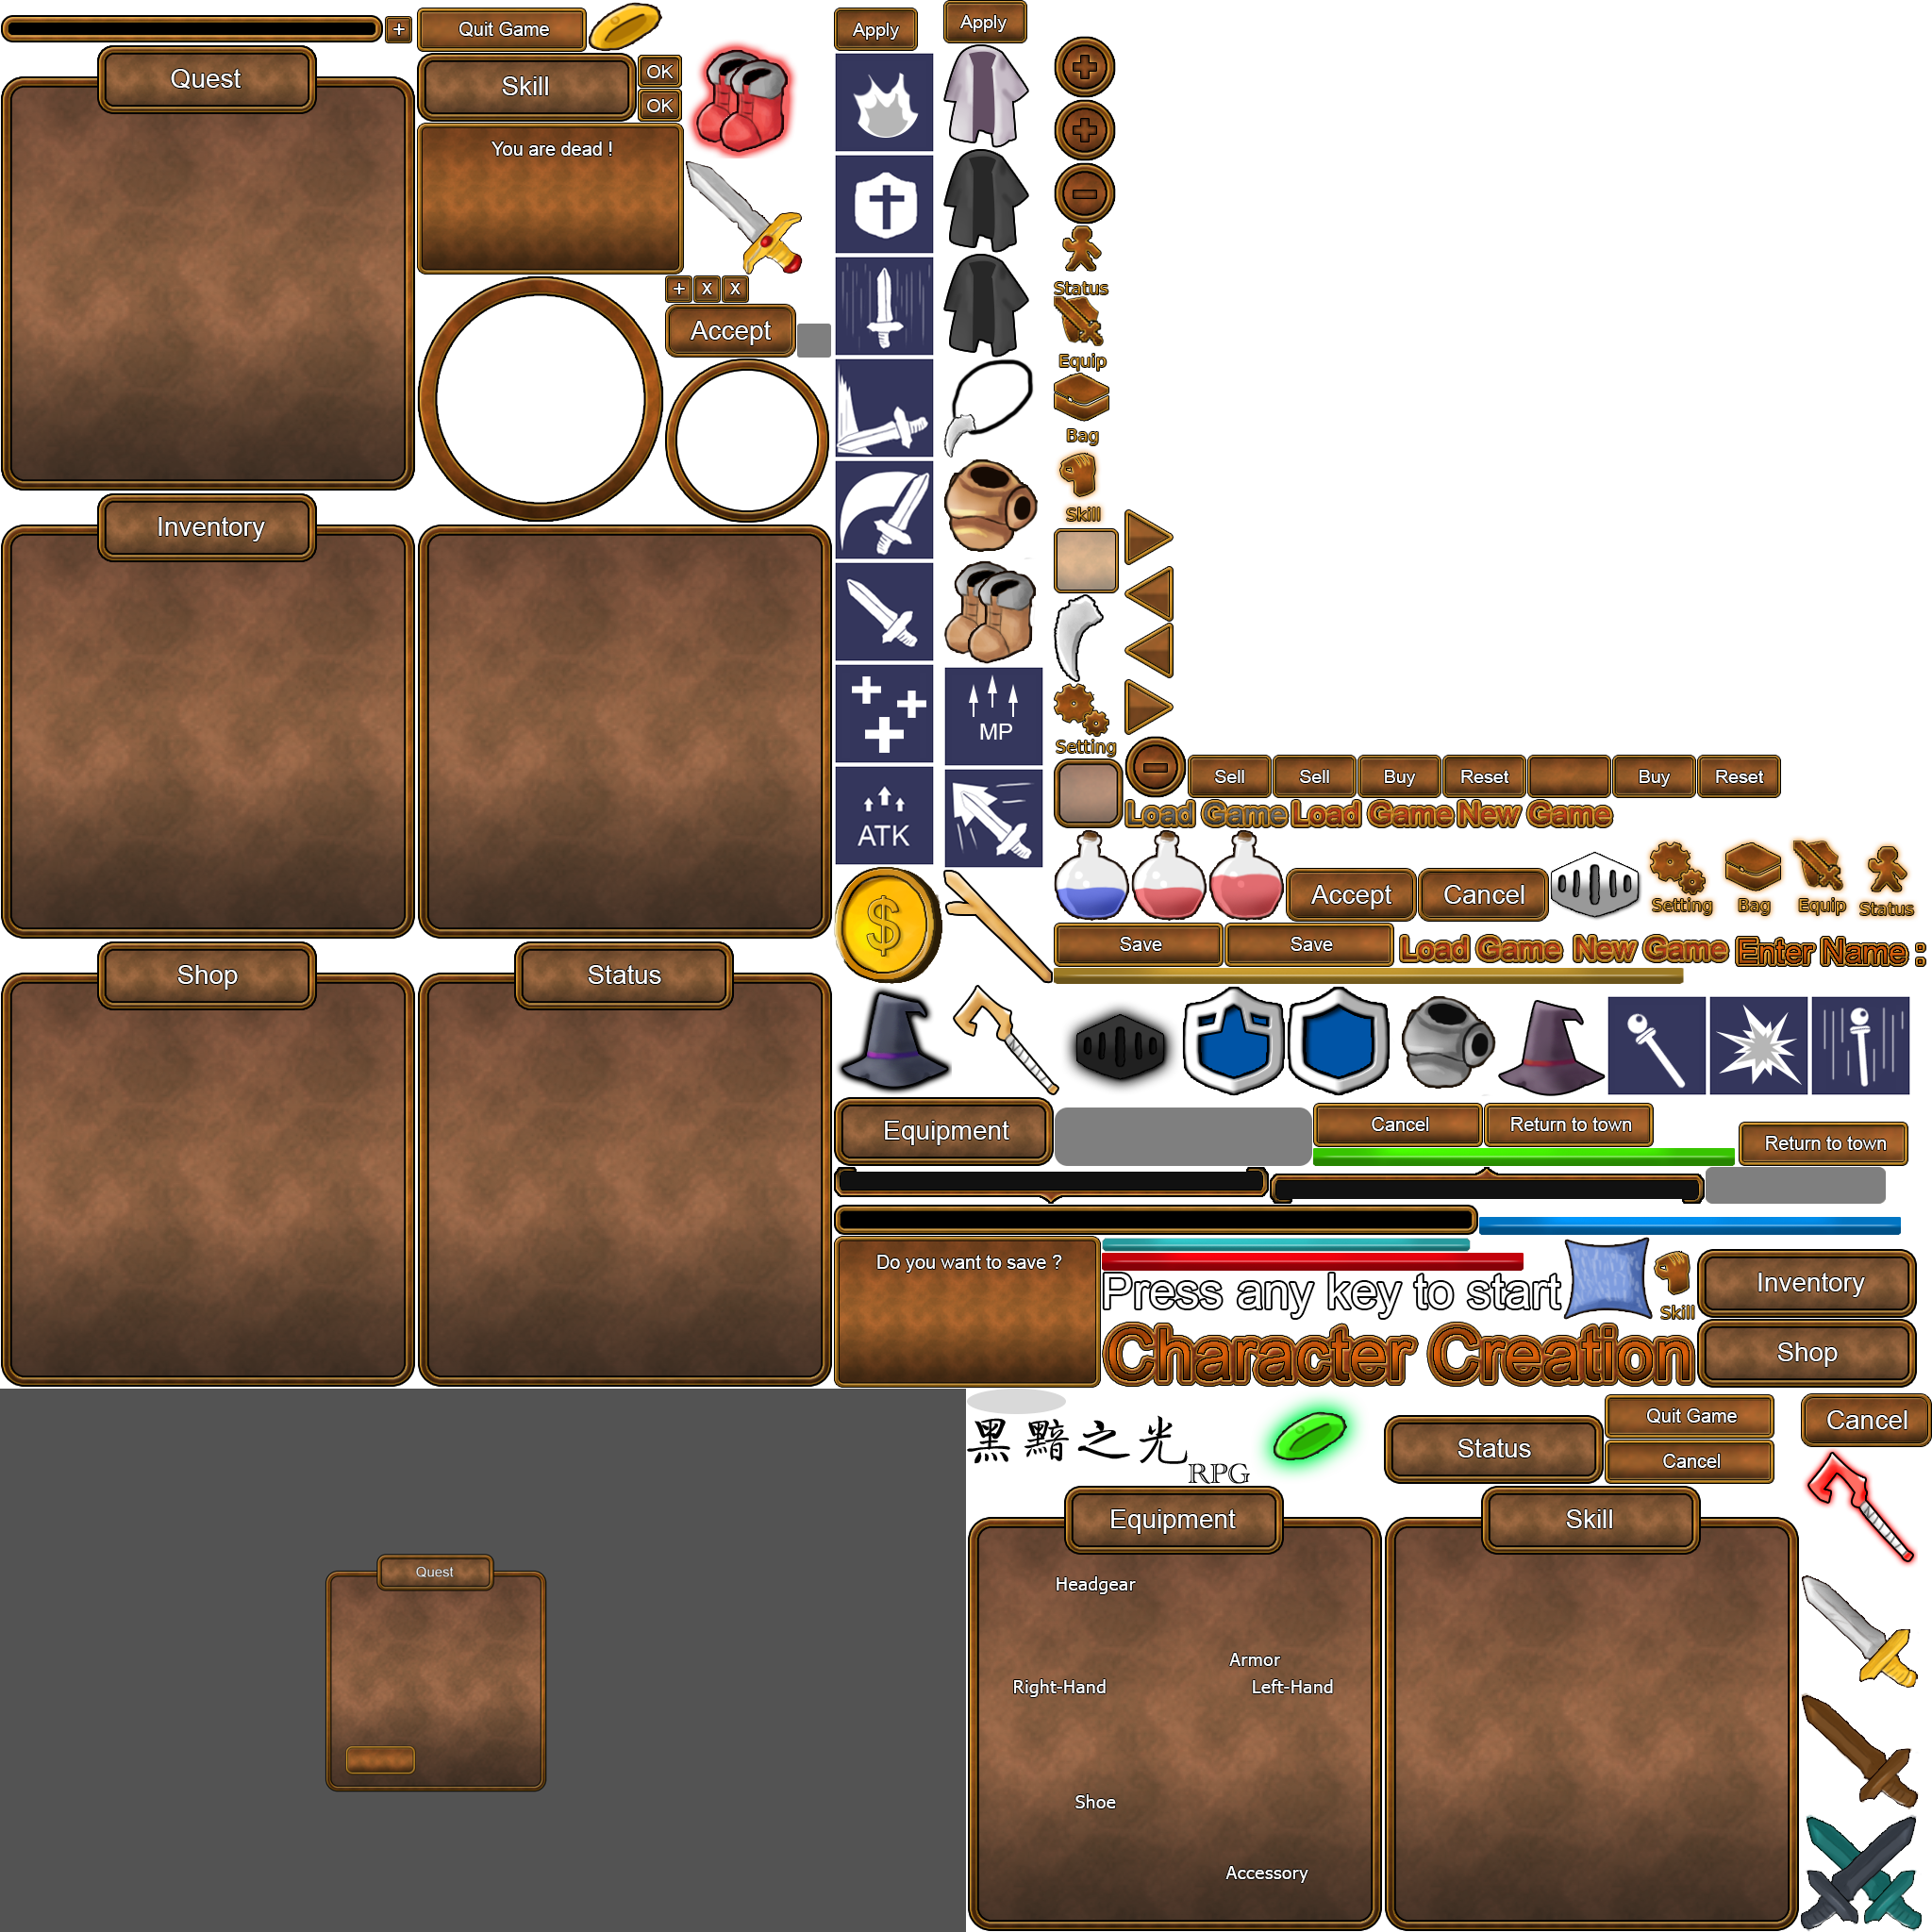 +
Quit Game
Apply
Apply
Quest
Skill
OK
OK
You are dead !
+
x
x
Accept
Status
Equip
Bag
Inventory
Skill
MP
Setting
Sell
Sell
Buy
Reset
Buy
Reset
Load Game
Load Game
New Game
ATK
$
Accept
Cancel
Setting
Bag
Equip
Status
Save
Save
Load Game
New Game
Enter Name :
Shop
Status
Equipment
Cancel
Return to town
Return to town
Do you want to save ?
Press any key to start
Skill
Inventory
Character Creation
Shop
黑黯之光
RPG
Status
Quit Game
Cancel
Cancel
Equipment
Skill
Headgear
Armor
Right-Hand
Left-Hand
Shoe
Accessory
Quest